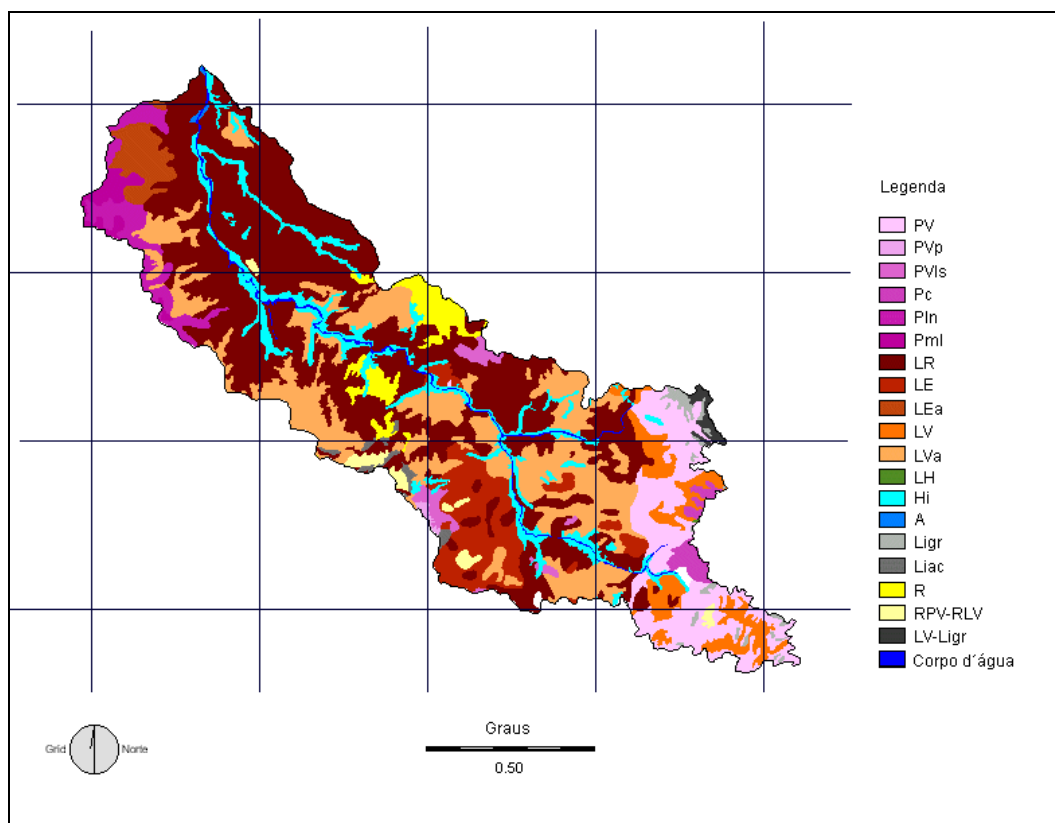 Legenda
PV
PVp
PVls
Pc
Pln
Pml
LR
LE
LEa
LV
LVa
LH
Hi
A
Ligr
Liac
R
RPV-RLV
LV-Ligr
Corpo d´água
Grid Norte
Graus
0.50